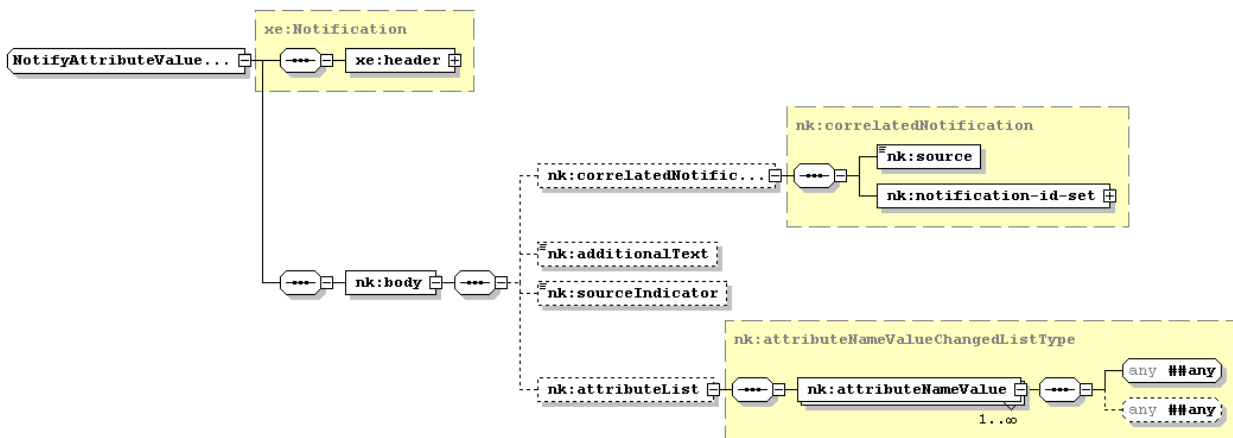 xe:Notification
NotifyAttributeValue...
xe:header
nk:correlatedNotification
nk:source
nk:correlatedNotific...
nk:notification-id-set
nk:additionalText
nk:body
nk:sourceIndicator
nk:attributeNameValueChangedListType
any ##any
nk:attributeList
nk:attributeNameValue
any ##any
1..∞